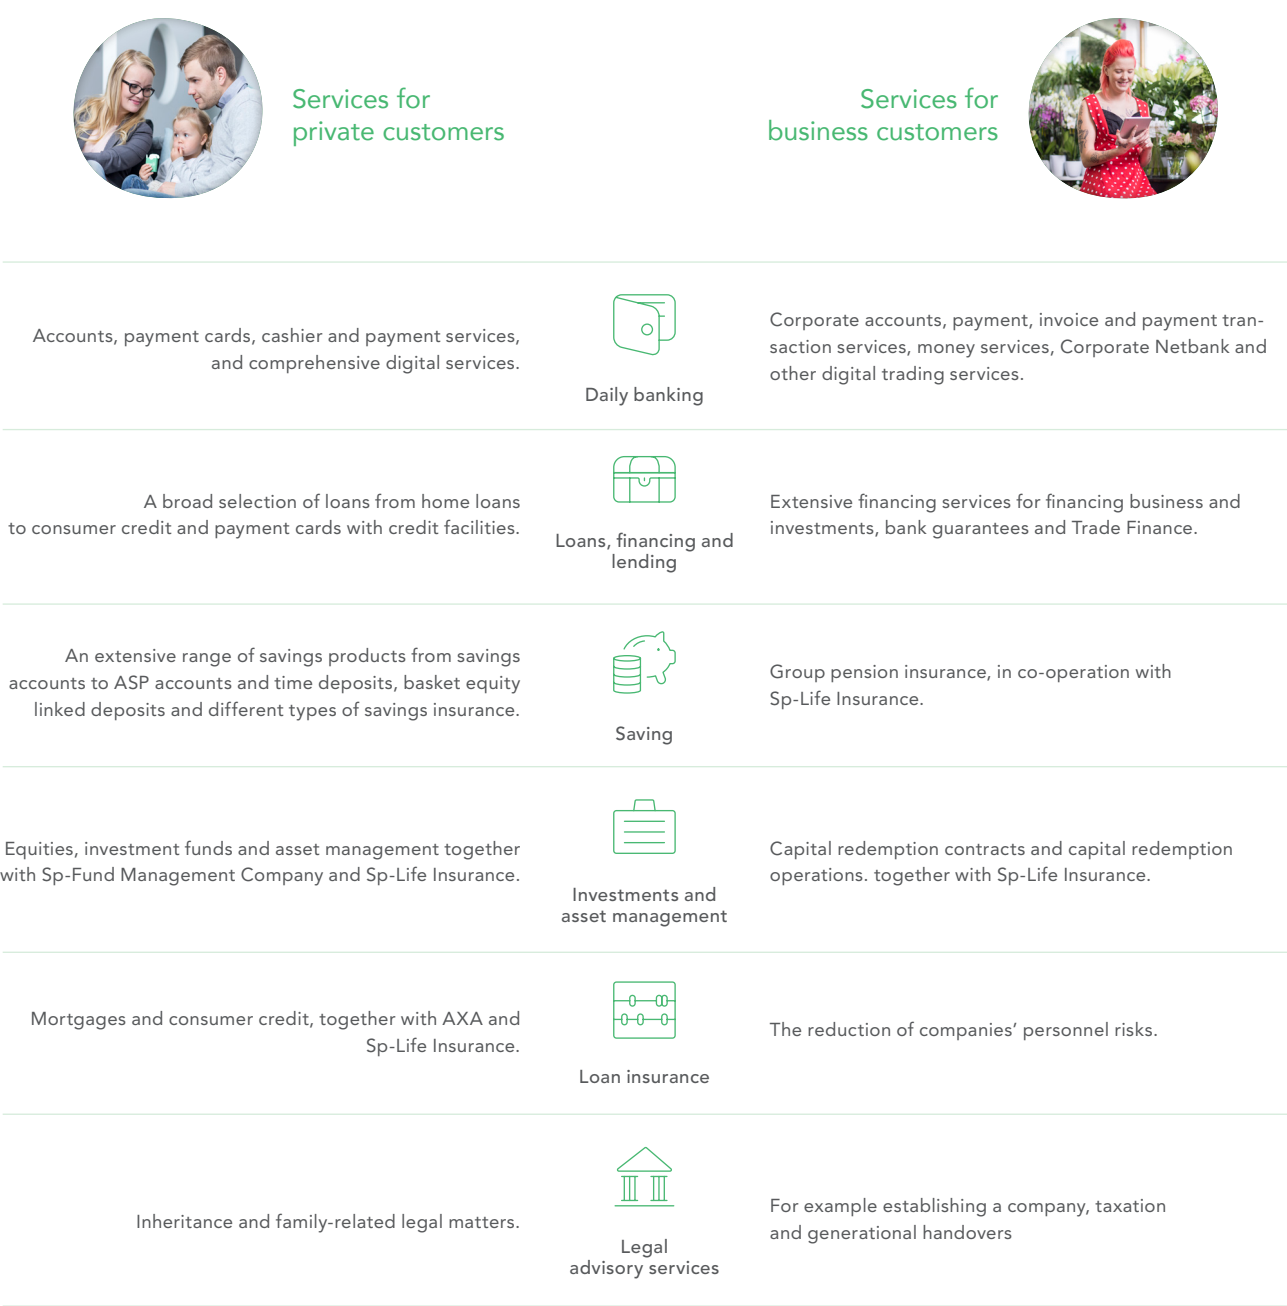 Services for
private customers
Services for
business customers
Accounts, payment cards, cashier and payment services,
and comprehensive digital services.
Daily banking
Corporate accounts, payment, invoice and payment tran-
saction services, money services, Corporate Netbank and
other digital trading services.
A broad selection of loans from home loans
to consumer credit and payment cards with credit facilities.
Loans, financing and
lending
Extensive financing services for financing business and
investments, bank guarantees and Trade Finance.
An extensive range of savings products from savings
accounts to ASP accounts and time deposits, basket equity
linked deposits and different types of savings insurance.
Saving
Group pension insurance, in co-operation with
Sp-Life Insurance.
Equities, investment funds and asset management together
with Sp-Fund Management Company and Sp-Life Insurance.
Investments and
asset management
Capital redemption contracts and capital redemption
operations. together with Sp-Life Insurance.
Mortgages and consumer credit, together with AXA and
Sp-Life Insurance.
Loan insurance
The reduction of companies’ personnel risks.
Inheritance and family-related legal matters.
Legal
advisory services
For example establishing a company, taxation
and generational handovers